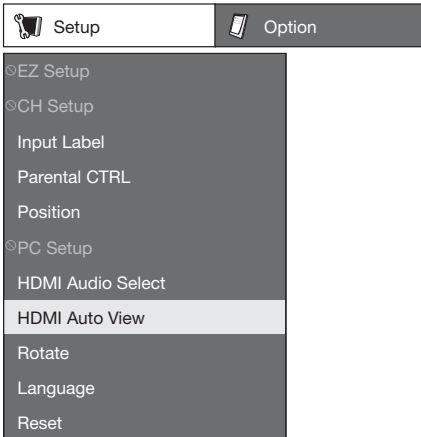 Setup
Option
EZ Setup
CH Setup
Input Label
Parental CTRL
Position
PC Setup
HDMI Audio Select
HDMI Auto View
Rotate
Language
Reset